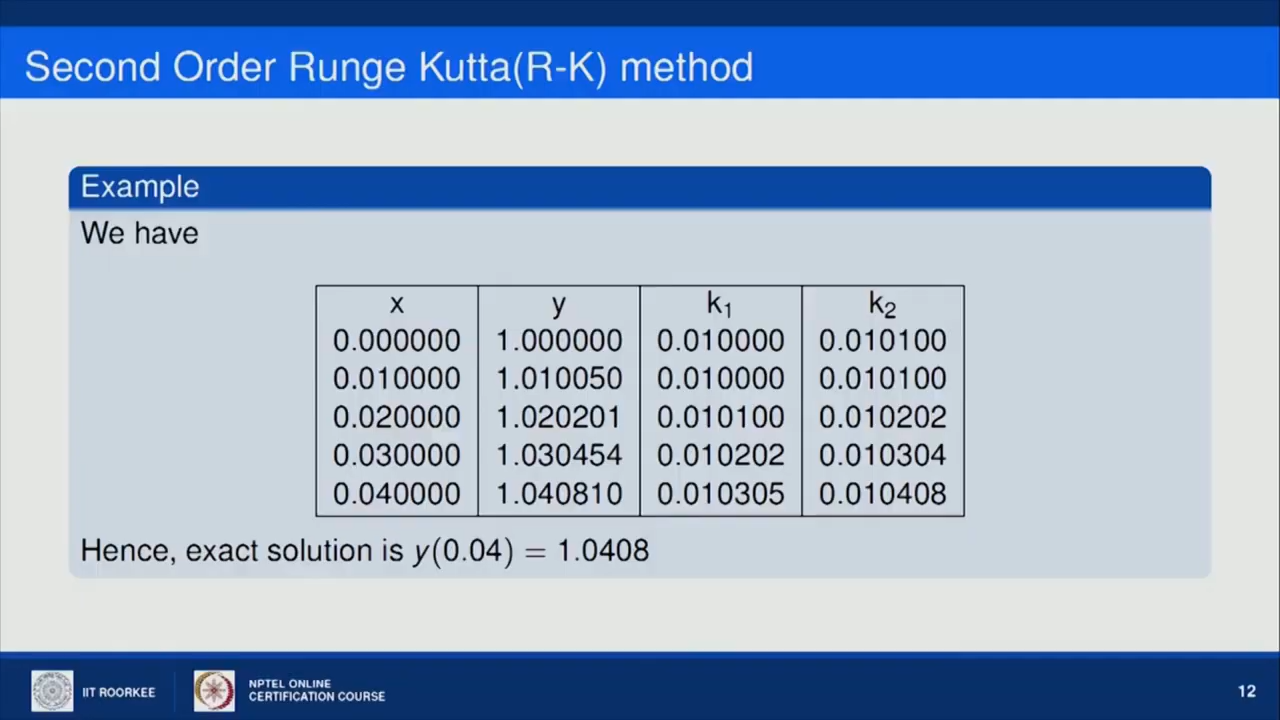 Second Order Runge Kutta(R-K) method
Example
We have
x y k₁ k₂
0.000000 1.000000 0.010000 0.010100
0.010000 1.010050 0.010000 0.010100
0.020000 1.020201 0.010100 0.010202
0.030000 1.030454 0.010202 0.010304
0.040000 1.040810 0.010305 0.010408
Hence, exact solution is y(0.04) = 1.0408
IIT ROORKEE
NPTEL ONLINE
CERTIFICATION COURSE
12